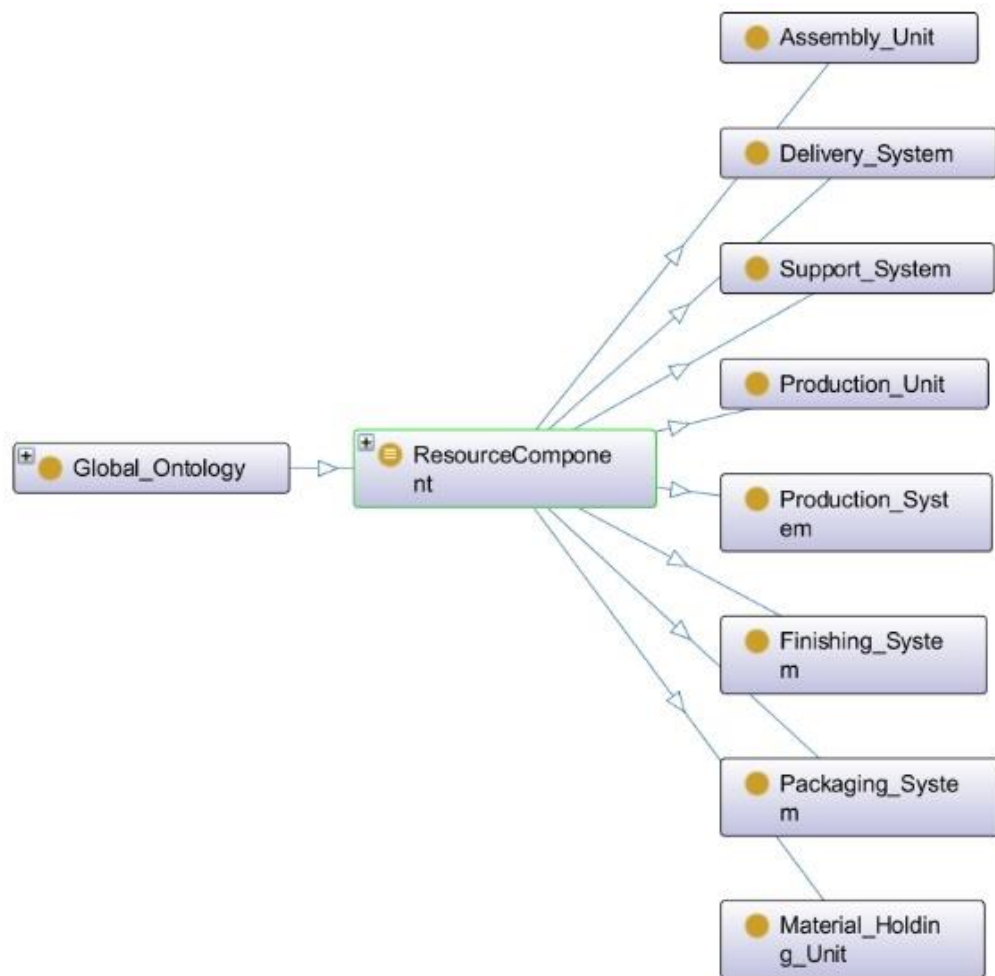 Assembly_Unit
Delivery_System
Support_System
Production_Unit
Global_Ontology
ResourceCompone
nt
Production_Syst
em
Finishing_Syste
m
Packaging_Syste
m
Material_Holdin
g_Unit